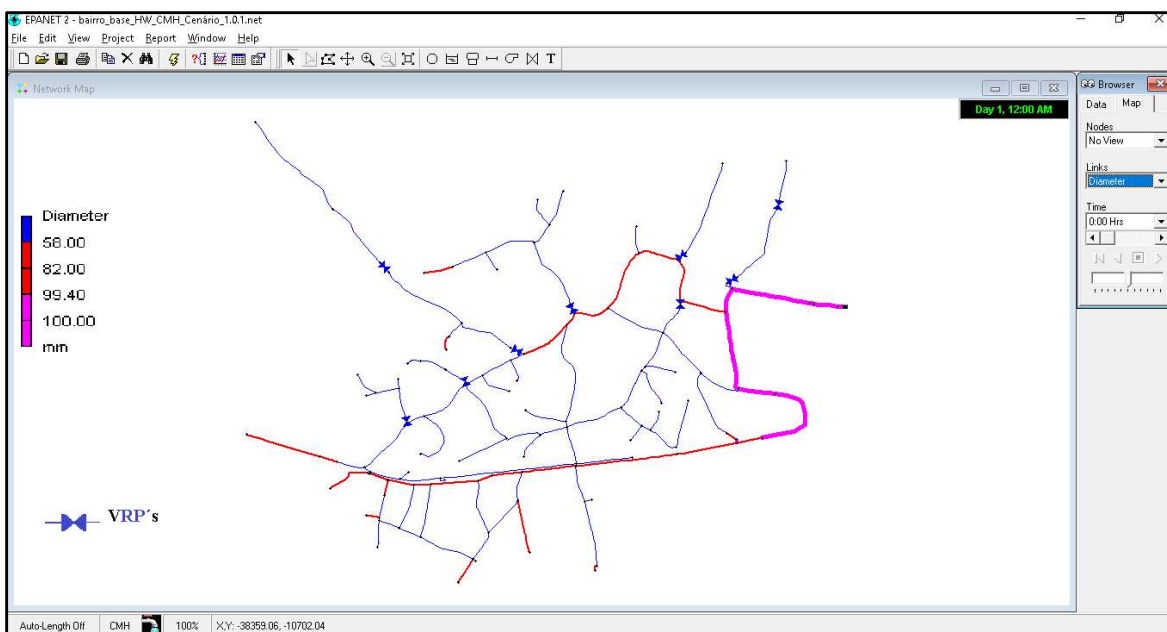 EPANET 2 - bairro_base_HW_CMH_Cenário_1.0.1.net
File Edit View Project Report Window Help
T
Network Map
Day 1, 12:00 AM
Browser
Data Map
Nodes
No View
Links
Diameter
Time
0:00 Hrs
Diameter
58.00
82.00
99.40
100.00
mm
VRP´s
Auto-Length Off CMH 100% X,Y: -38359.06, -10702.04